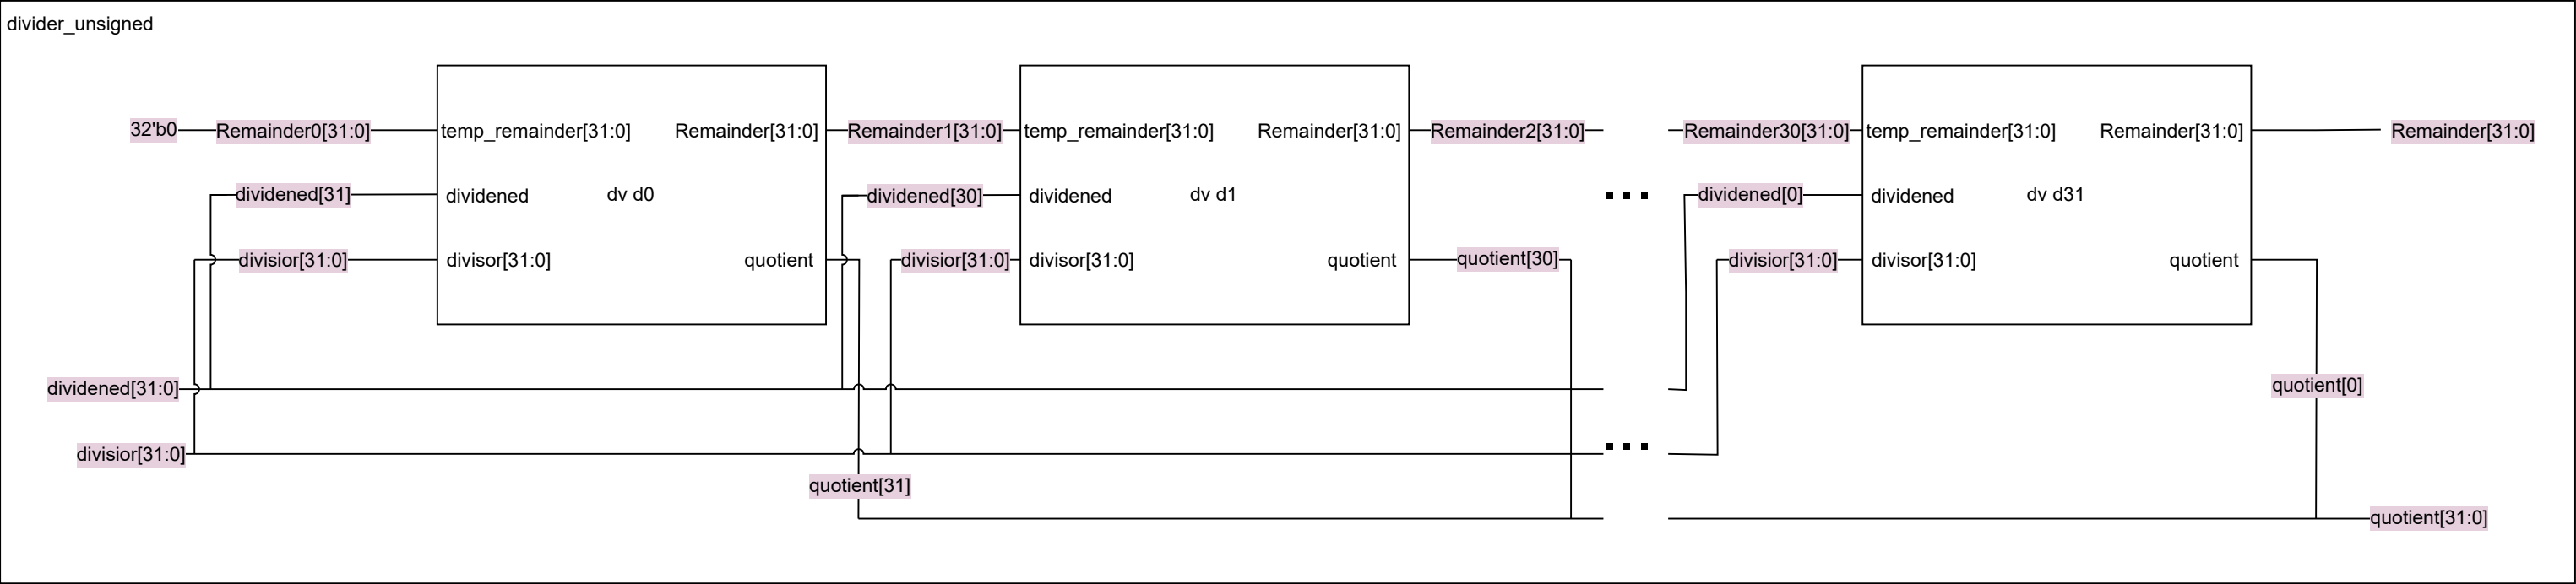 divider_unsigned
32'b0
Remainder0[31:0]
temp_remainder[31:0]
Remainder[31:0]
Remainder1[31:0]
temp_remainder[31:0]
Remainder[31:0]
Remainder2[31:0]
Remainder30[31:0]
temp_remainder[31:0]
Remainder[31:0]
Remainder[31:0]
dividened[31]
dividened
dv d0
dividened[30]
dividened
dv d1
...
dividened[0]
dividened
dv d31
divisior[31:0]
divisor[31:0]
quotient
divisior[31:0]
divisor[31:0]
quotient
quotient[30]
divisior[31:0]
divisor[31:0]
quotient
dividened[31:0]
quotient[0]
divisior[31:0]
...
quotient[31]
quotient[31:0]